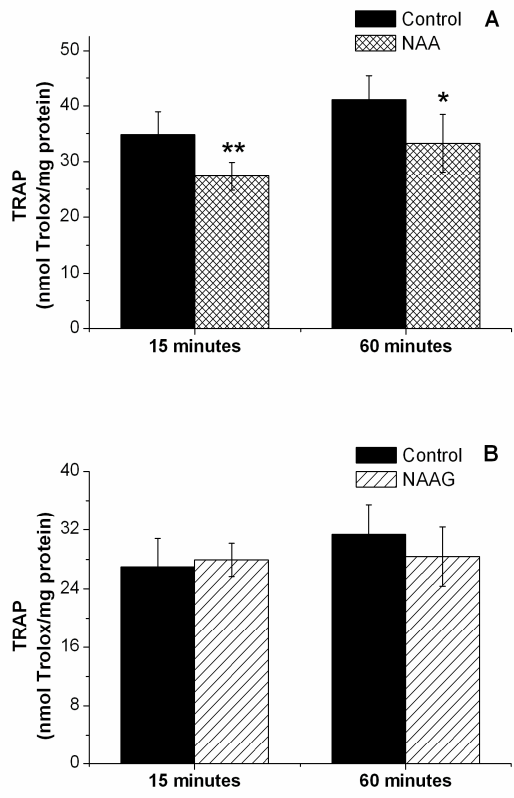 Control A
NAA
50
40
30
20
10
0
TRAP
(nmol Trolox/mg protein)
**
*
15 minutes 60 minutes
Control B
NAAG
40
32
24
16
8
0
TRAP
(nmol Trolox/mg protein)
15 minutes 60 minutes